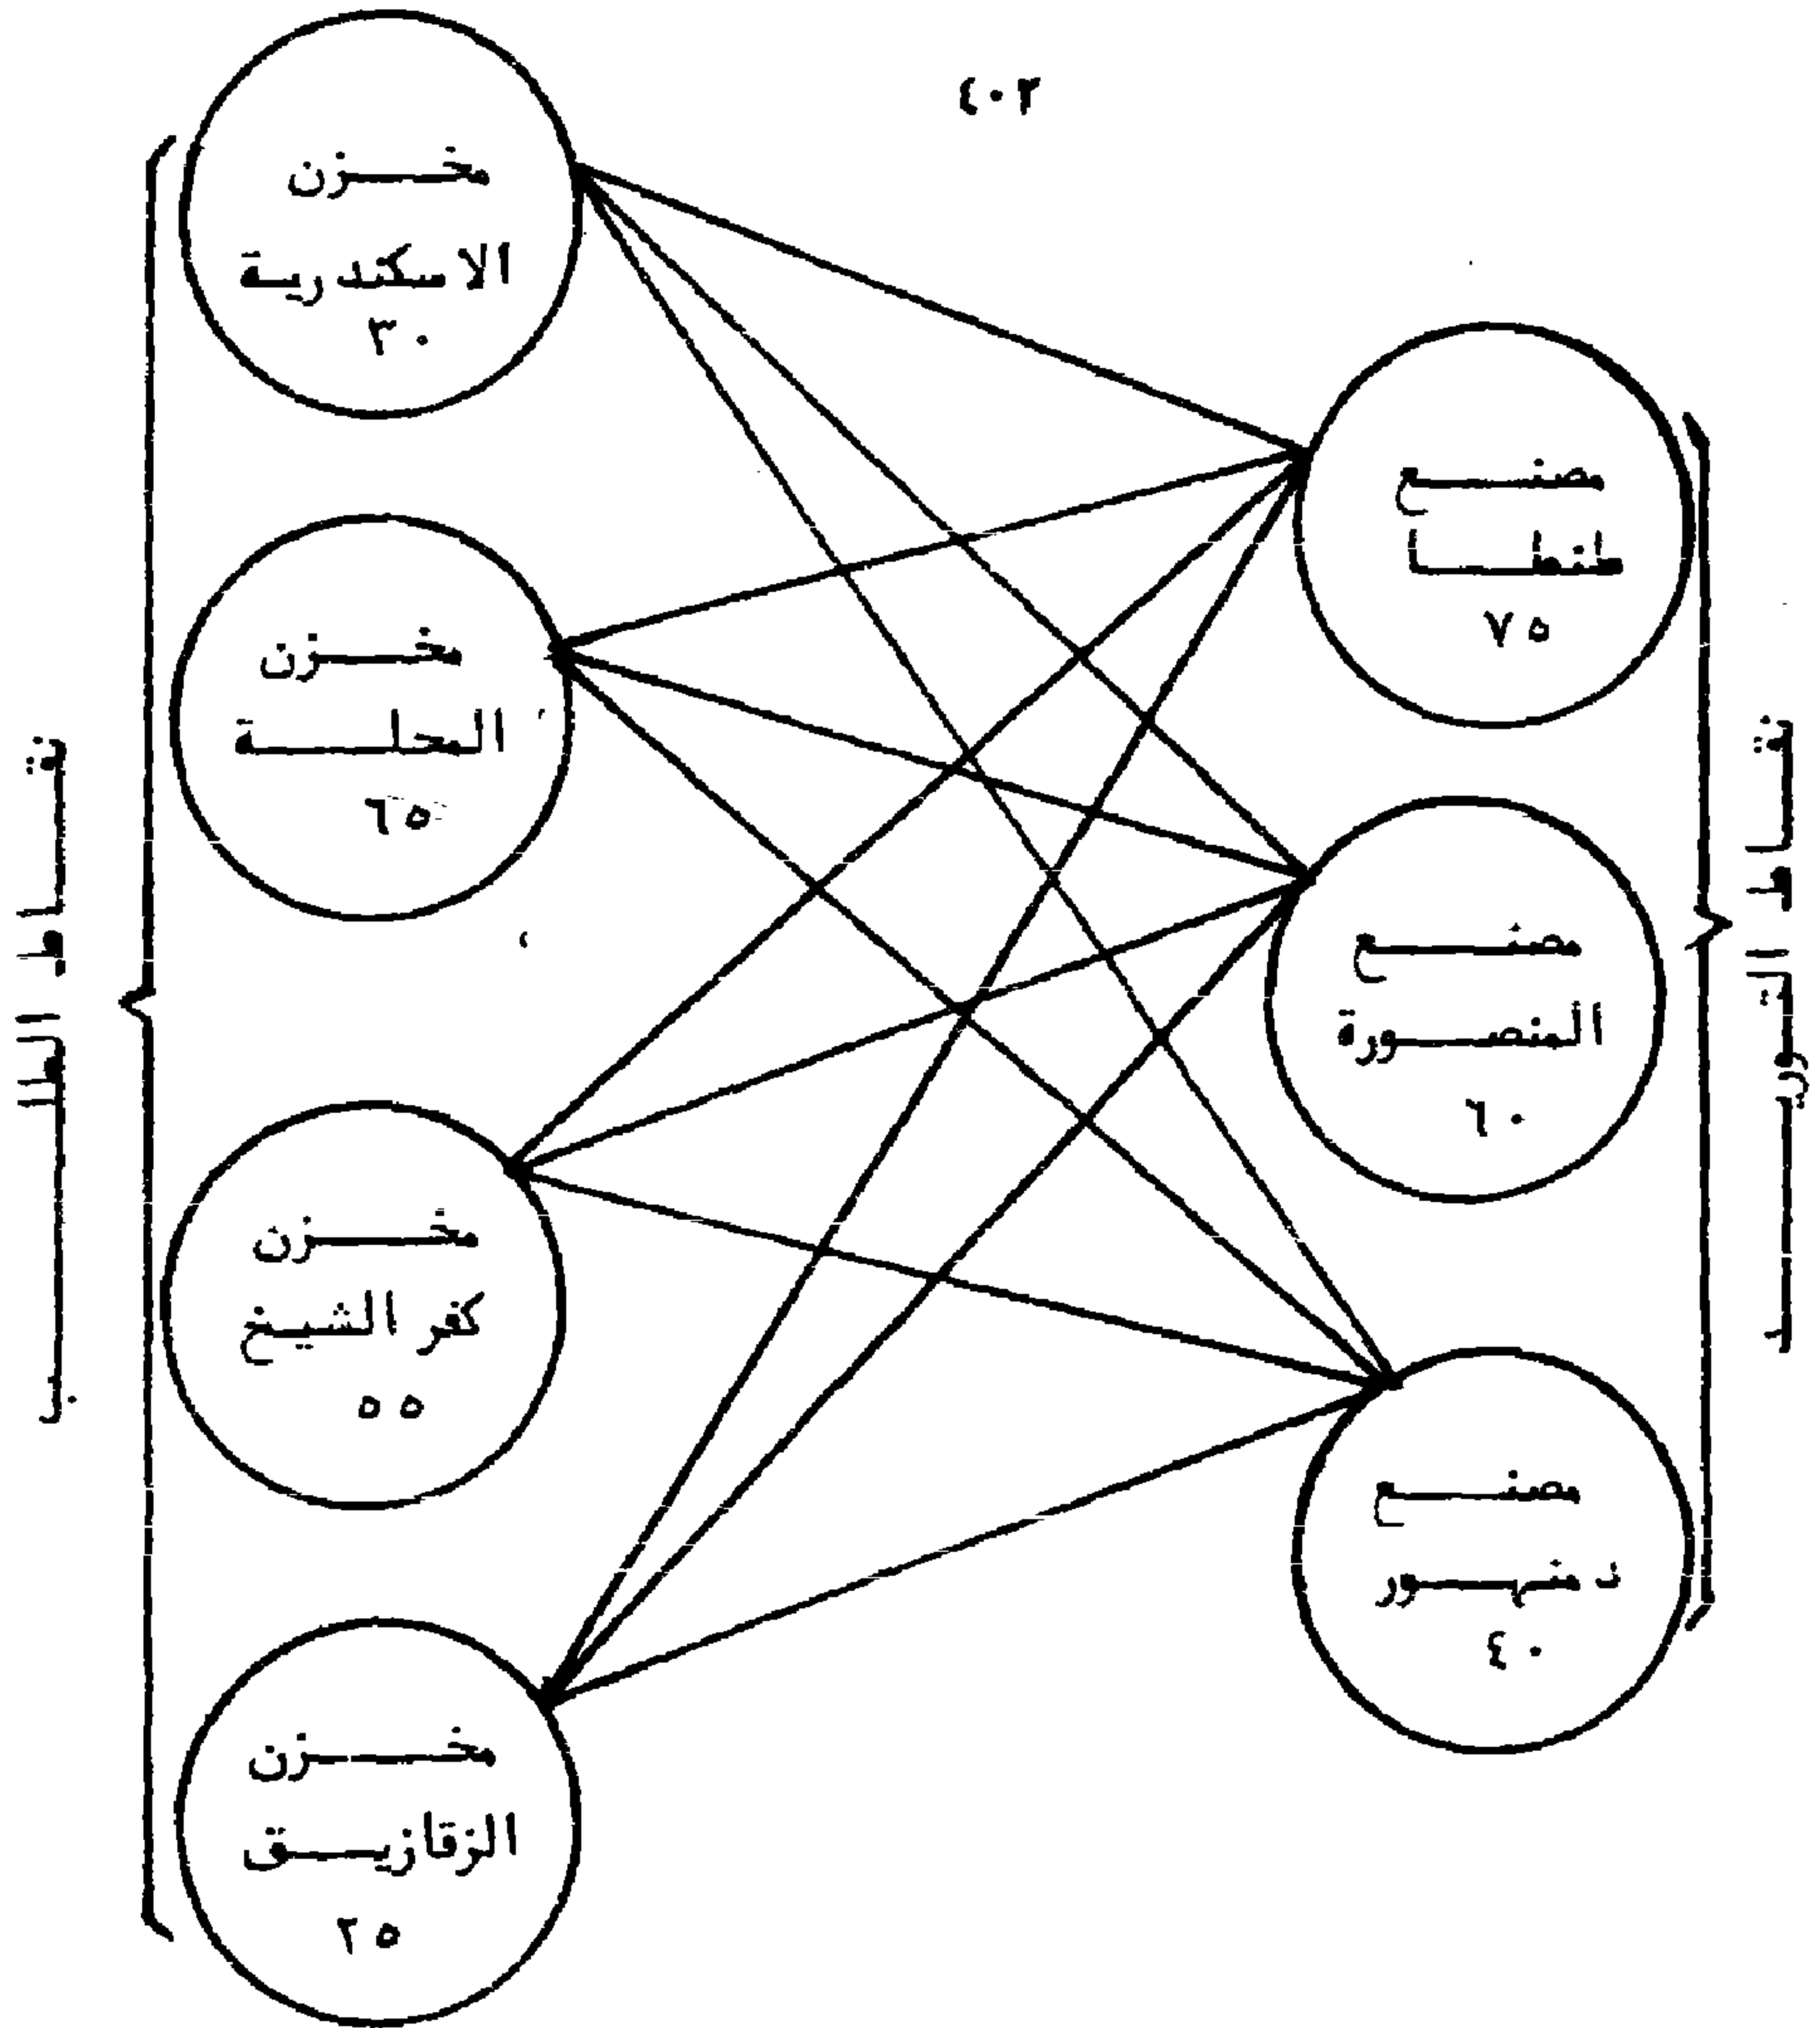 ٤٠٢
نقاط التوريد
مصنع
طنطا
٧٥
مصنع
المنصورة
٦٠
مصنع
دمنهور
٤٠
مخزن
الاسكندرية
٣٠
مخزن
المحلة
٦٥
مخزن
كفر الشيخ
٥٥
مخزن
الزقازيق
٢٥
نقاط الطلب